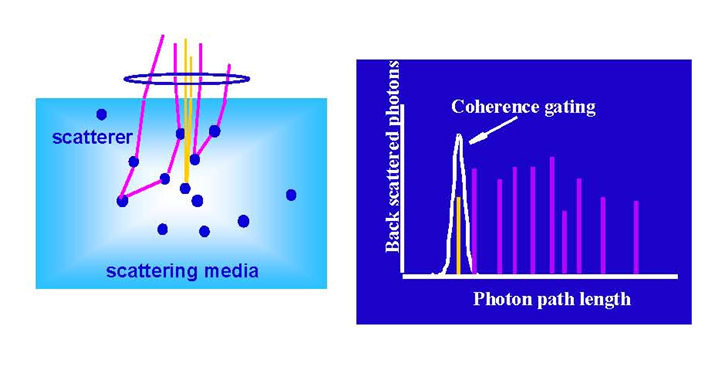 scatterer
scattering media
Back scattered photons
Coherence gating
Photon path length